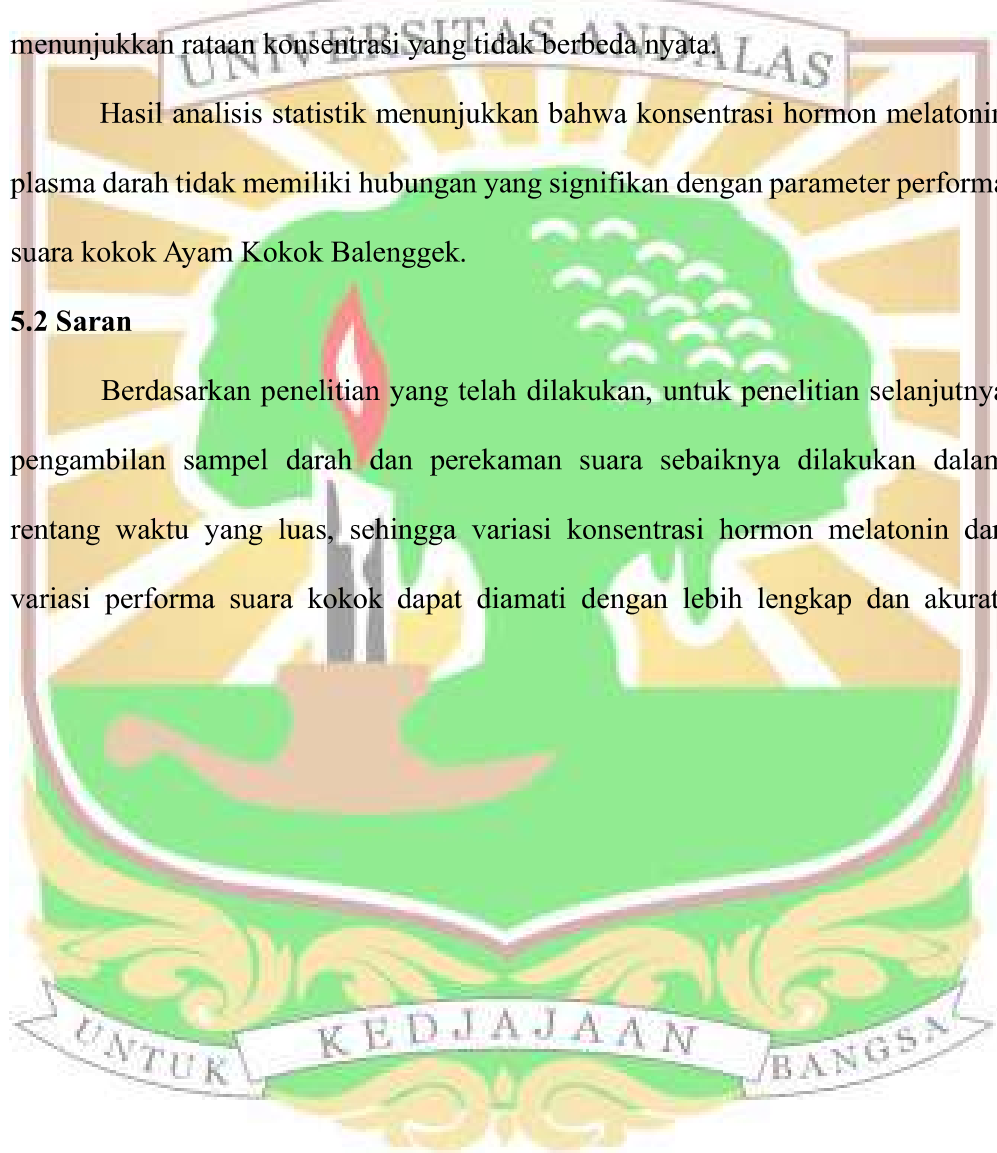 menunjukkan rataan konsentrasi yang tidak berbeda nyata.
UNIVERSITAS ANDALAS
Hasil analisis statistik menunjukkan bahwa konsentrasi hormon melatonin
plasma darah tidak memiliki hubungan yang signifikan dengan parameter performa
suara kokok Ayam Kokok Balenggek.
5.2 Saran
Berdasarkan penelitian yang telah dilakukan, untuk penelitian selanjutnya
pengambilan sampel darah dan perekaman suara sebaiknya dilakukan dalam
rentang waktu yang luas, sehingga variasi konsentrasi hormon melatonin dan
variasi performa suara kokok dapat diamati dengan lebih lengkap dan akurat.
UNTUK KEDJAJAAN BANGSA